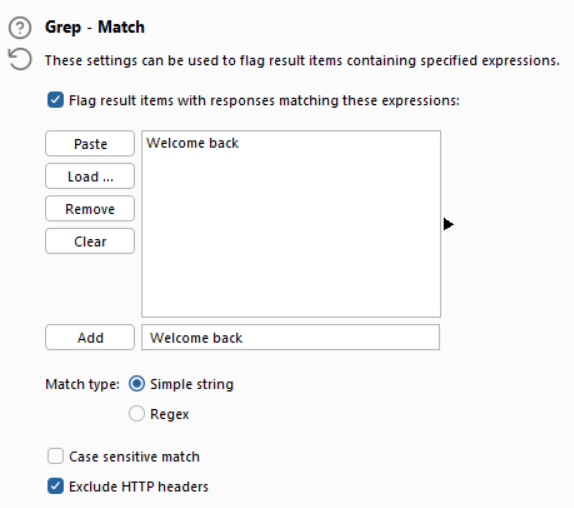 Grep - Match
These settings can be used to flag result items containing specified expressions.
Flag result items with responses matching these expressions:
Paste
Welcome back
Load ...
Remove
Clear
Add
Welcome back
Match type:
Simple string
Regex
Case sensitive match
Exclude HTTP headers